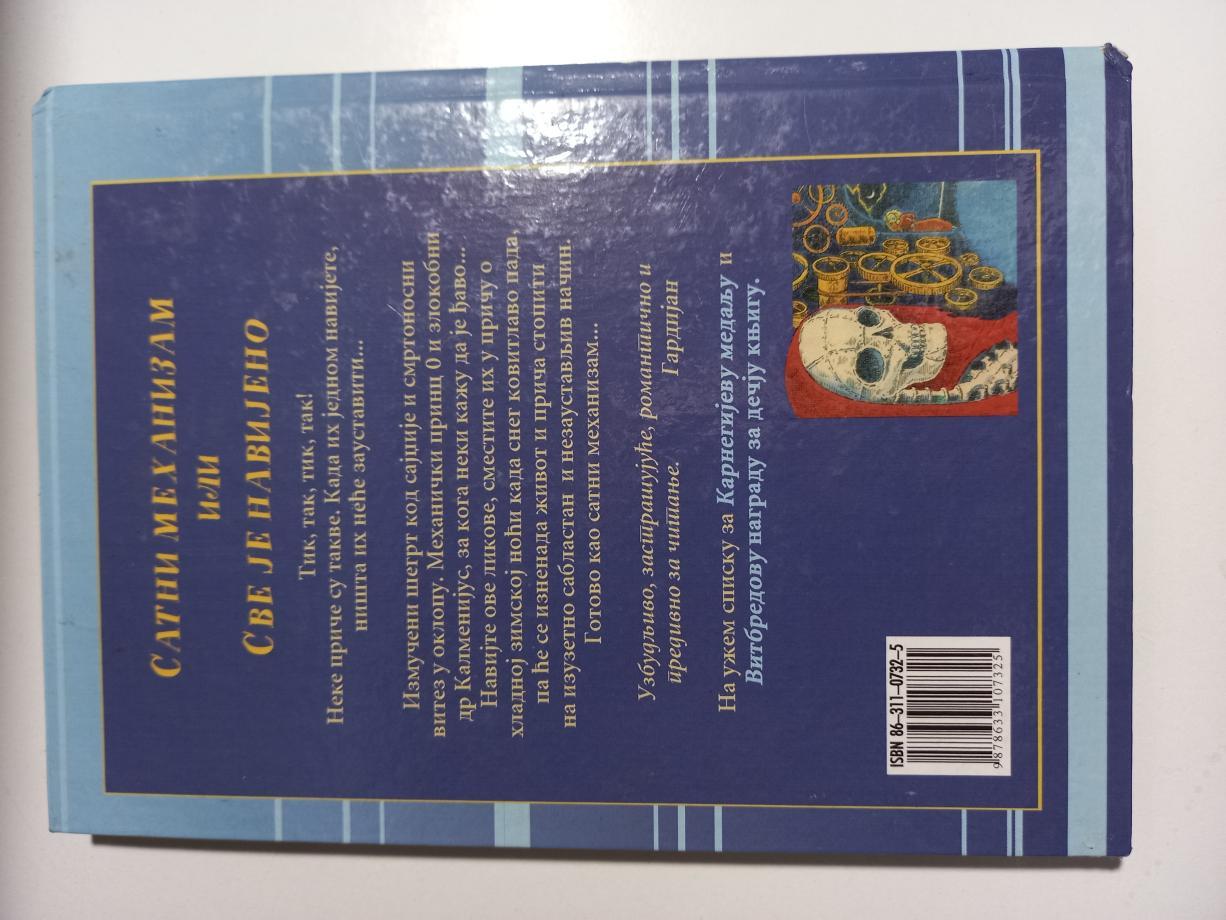 САТНИ МЕХАНИЗАМ
ИЛИ
СВЕ ЈЕ НАВИЈЕНО
Тик, так, тик, так!
Неке приче су такве. Када их једном навијете,
ништа их неће зауставити...
Измучени шегрт код сајџије и смртоносни
витез у оклопу. Механички принц 0 и злокобни
др Калменијус, за кога неки кажу да је ђаво...
Навијте ове ликове, сместите их у причу о
хладној зимској ноћи када снег ковитлаво пада,
па ће се изненада живот и прича стопити
на изузетно сабластан и незаустављив начин.
Готово као сатни механизам...
Узбудљиво, застрашујуће, романтично и
предивно за читање. Гардијан
На ужем списку за Карнегијеву медаљу и
Витбредову награду за дечју књигу.
ISBN 86-311-0732-5
9 788633 107325